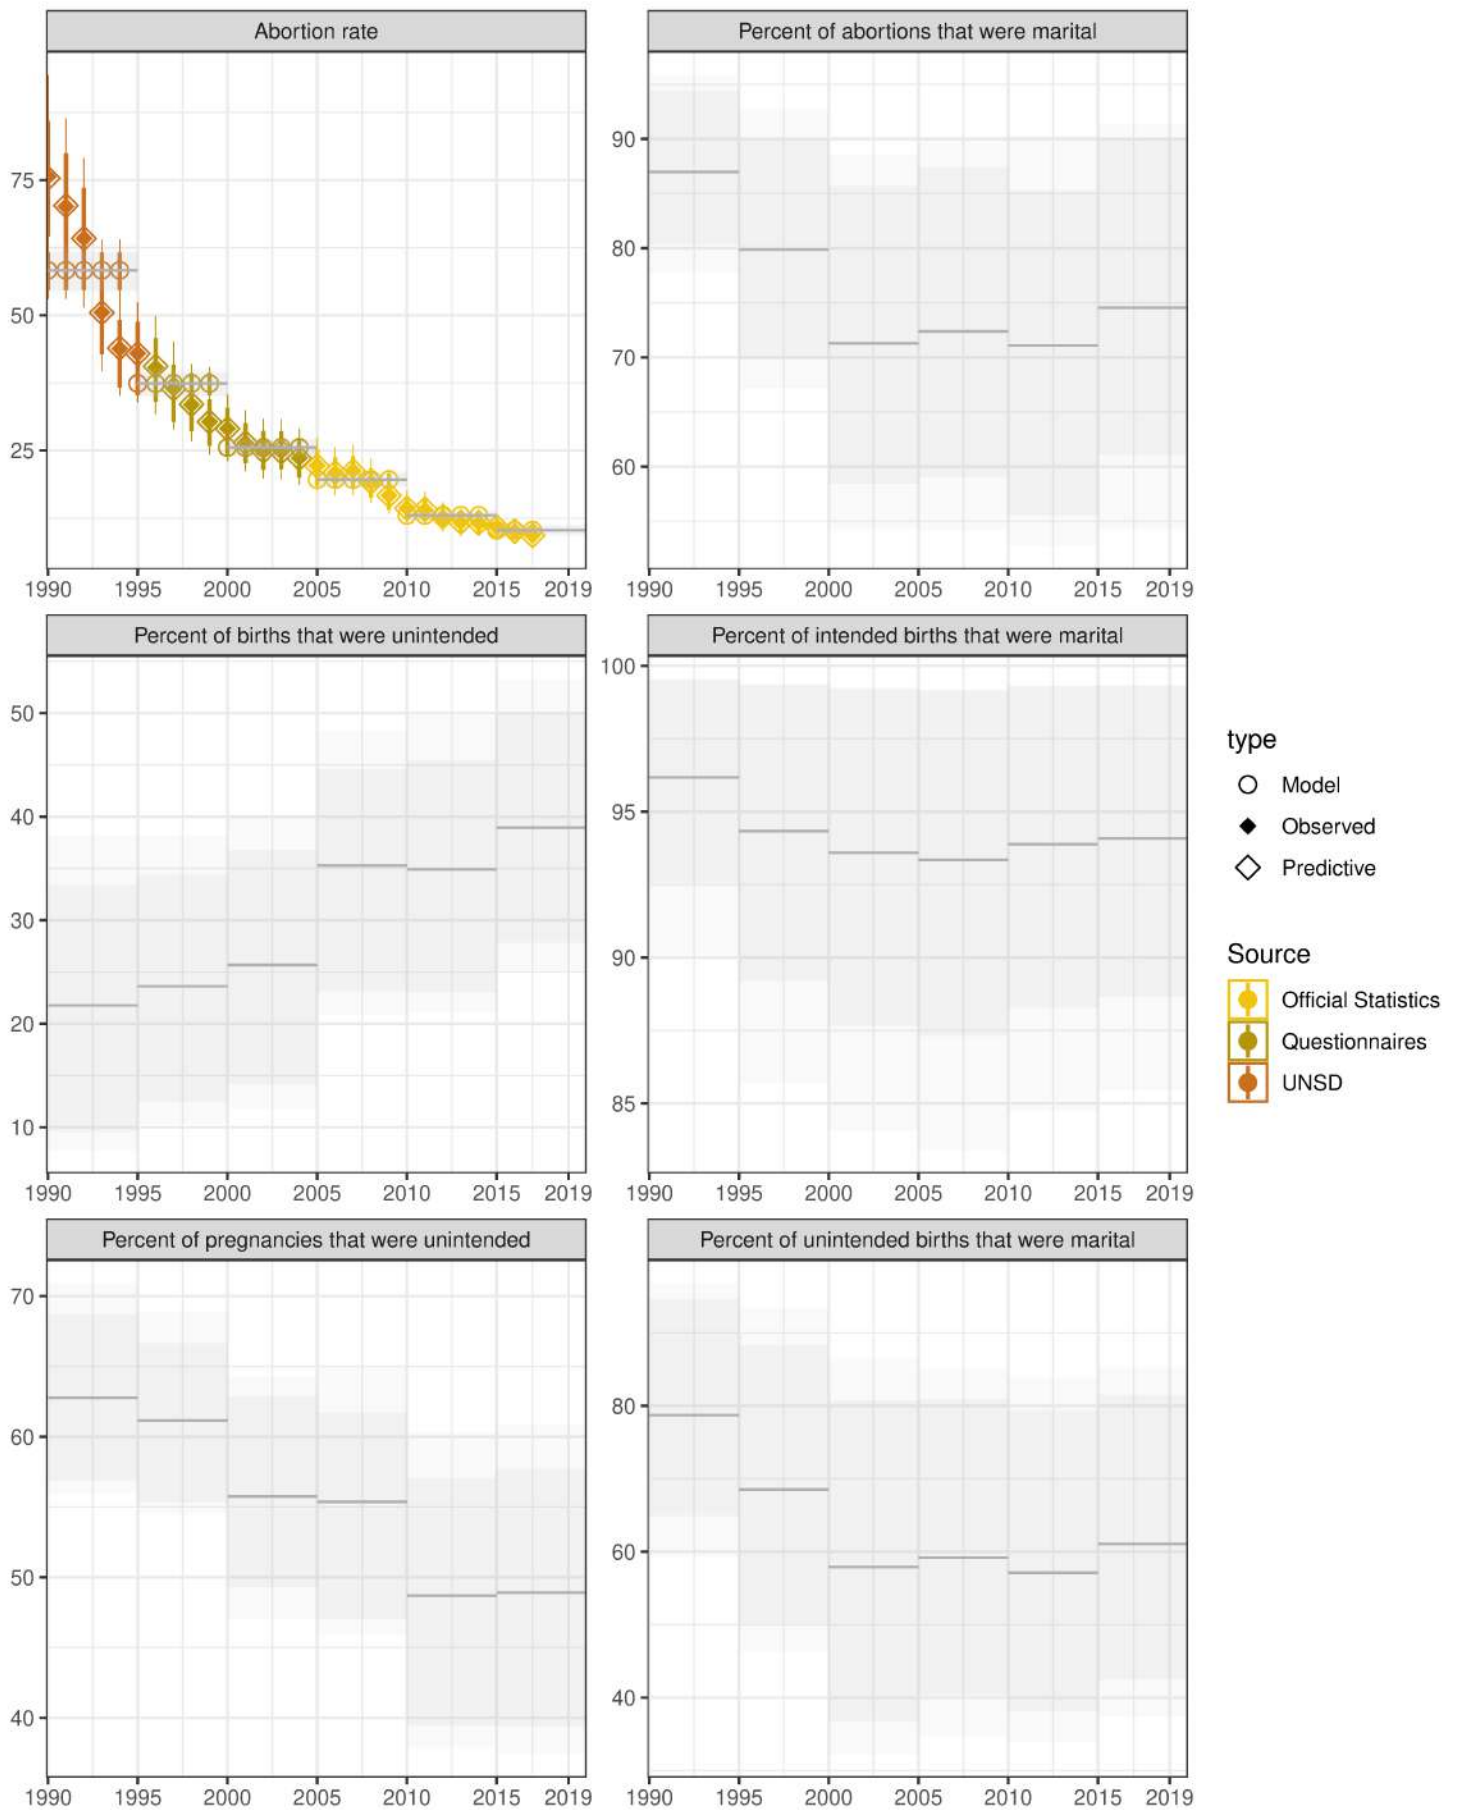 Abortion rate
Percent of abortions that were marital
75
50
25
1990 1995 2000 2005 2010 2015 2019
90
80
70
60
1990 1995 2000 2005 2010 2015 2019
Percent of births that were unintended
Percent of intended births that were marital
50
40
30
20
10
1990 1995 2000 2005 2010 2015 2019
100
95
90
85
1990 1995 2000 2005 2010 2015 2019
Percent of pregnancies that were unintended
Percent of unintended births that were marital
70
60
50
40
1990 1995 2000 2005 2010 2015 2019
80
60
40
1990 1995 2000 2005 2010 2015 2019
type
Model
Observed
Predictive
Source
Official Statistics
Questionnaires
UNSD